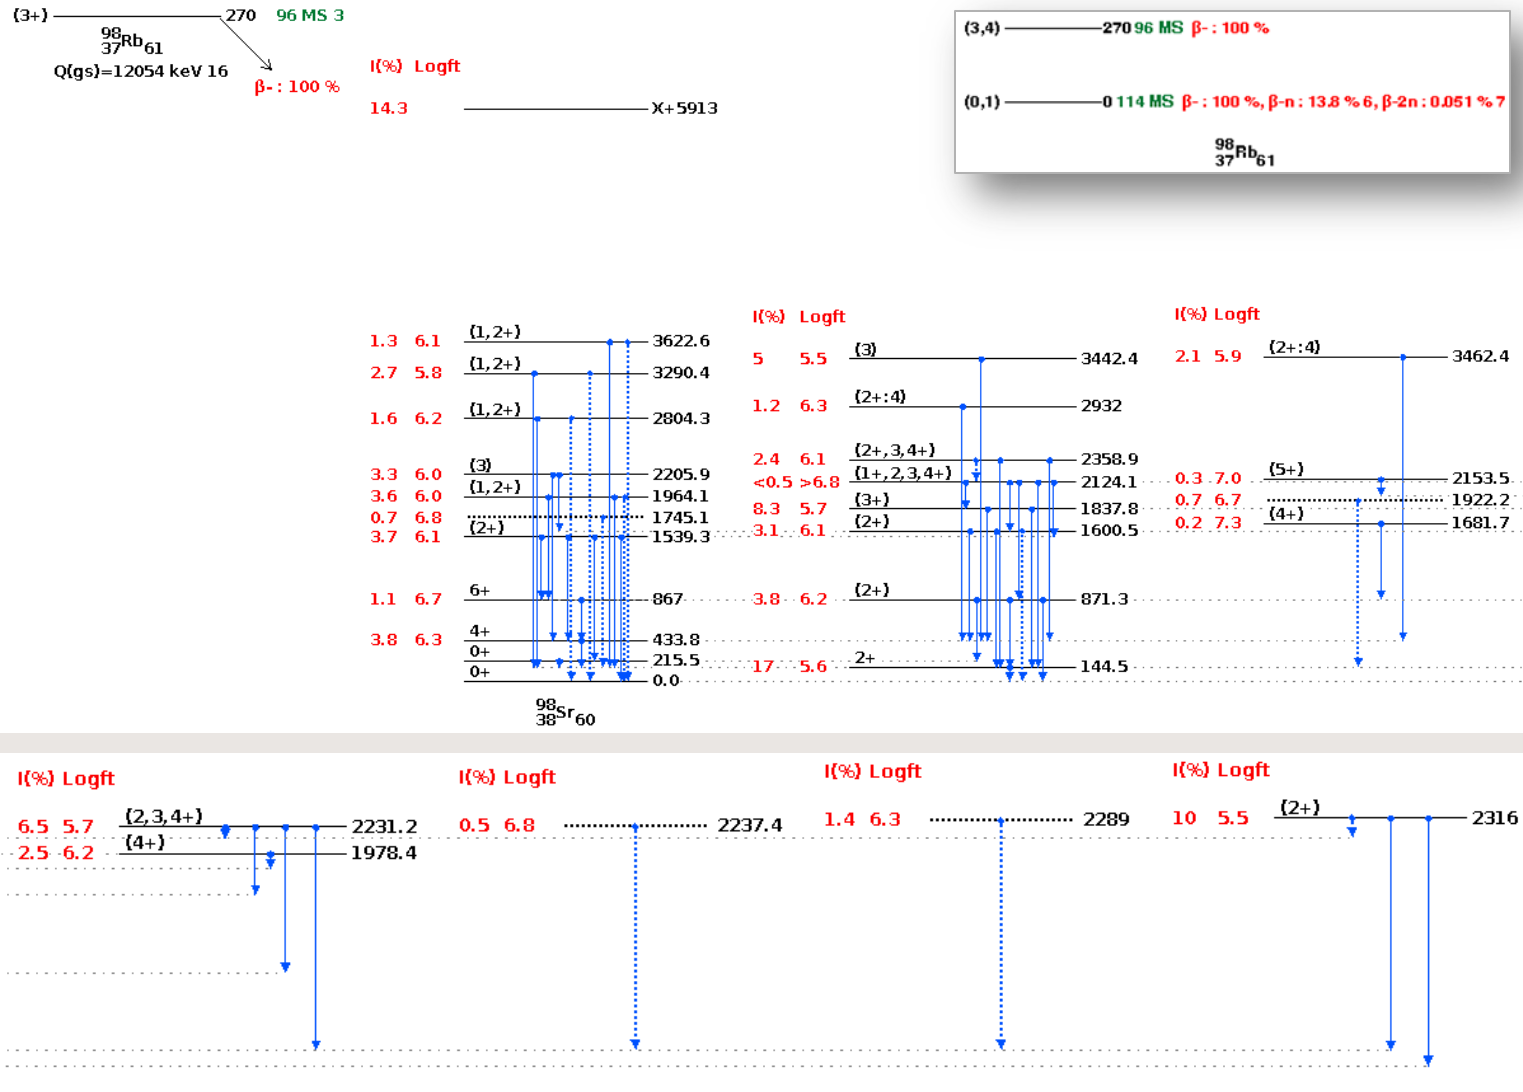 (3+) 270 96 MS 3
98
37Rb61
Q(gs)=12054 keV 16
β- : 100 %
I(%) Logft
14.3 X+5913
(3,4) 270 96 MS β- : 100 %
(0,1) 0 114 MS β- : 100 %, β-n : 13.8 % 6, β-2n : 0.051 % 7
98
37Rb61
1.3 6.1 (1,2+) 3622.6
2.7 5.8 (1,2+) 3290.4
1.6 6.2 (1,2+) 2804.3
3.3 6.0 (3) 2205.9
3.6 6.0 (1,2+) 1964.1
0.7 6.8 1745.1
3.7 6.1 (2+) 1539.3
1.1 6.7 6+ 867
3.8 6.3 4+ 433.8
0+ 215.5
0+ 0.0
98
38Sr60
I(%) Logft
5 5.5 (3) 3442.4
1.2 6.3 (2+:4) 2932
2.4 6.1 (2+,3,4+) 2358.9
<0.5 >6.8 (1+,2,3,4+) 2124.1
8.3 5.7 (3+) 1837.8
3.1 6.1 (2+) 1600.5
3.8 6.2 (2+) 871.3
17 5.6 2+ 144.5
I(%) Logft
2.1 5.9 (2+:4) 3462.4
0.3 7.0 (5+) 2153.5
0.7 6.7 1922.2
0.2 7.3 (4+) 1681.7
I(%) Logft
6.5 5.7 (2,3,4+) 2231.2
2.5 6.2 (4+) 1978.4
I(%) Logft
0.5 6.8 2237.4
I(%) Logft
1.4 6.3 2289
I(%) Logft
10 5.5 (2+) 2316